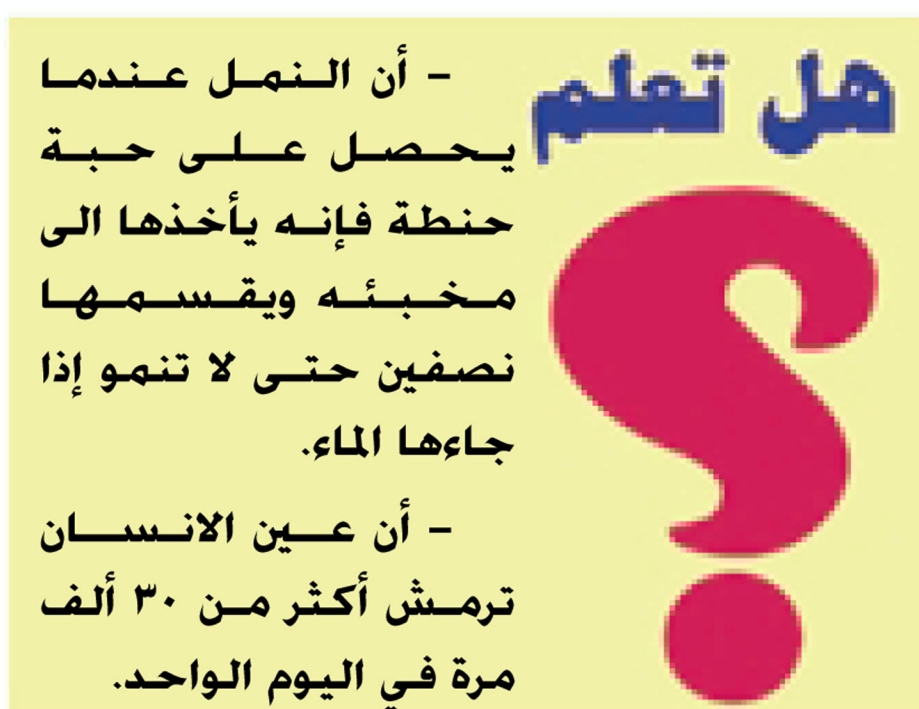 هل تعلم
؟
- أن النمل عندما
يحصل على حبة
حنطة فإنه يأخذها الى
مخبئه ويقسمها
نصفين حتى لا تنمو إذا
جاءها الماء.
- أن عين الانسان
ترمش أكثر من ٣٠ ألف
مرة في اليوم الواحد.